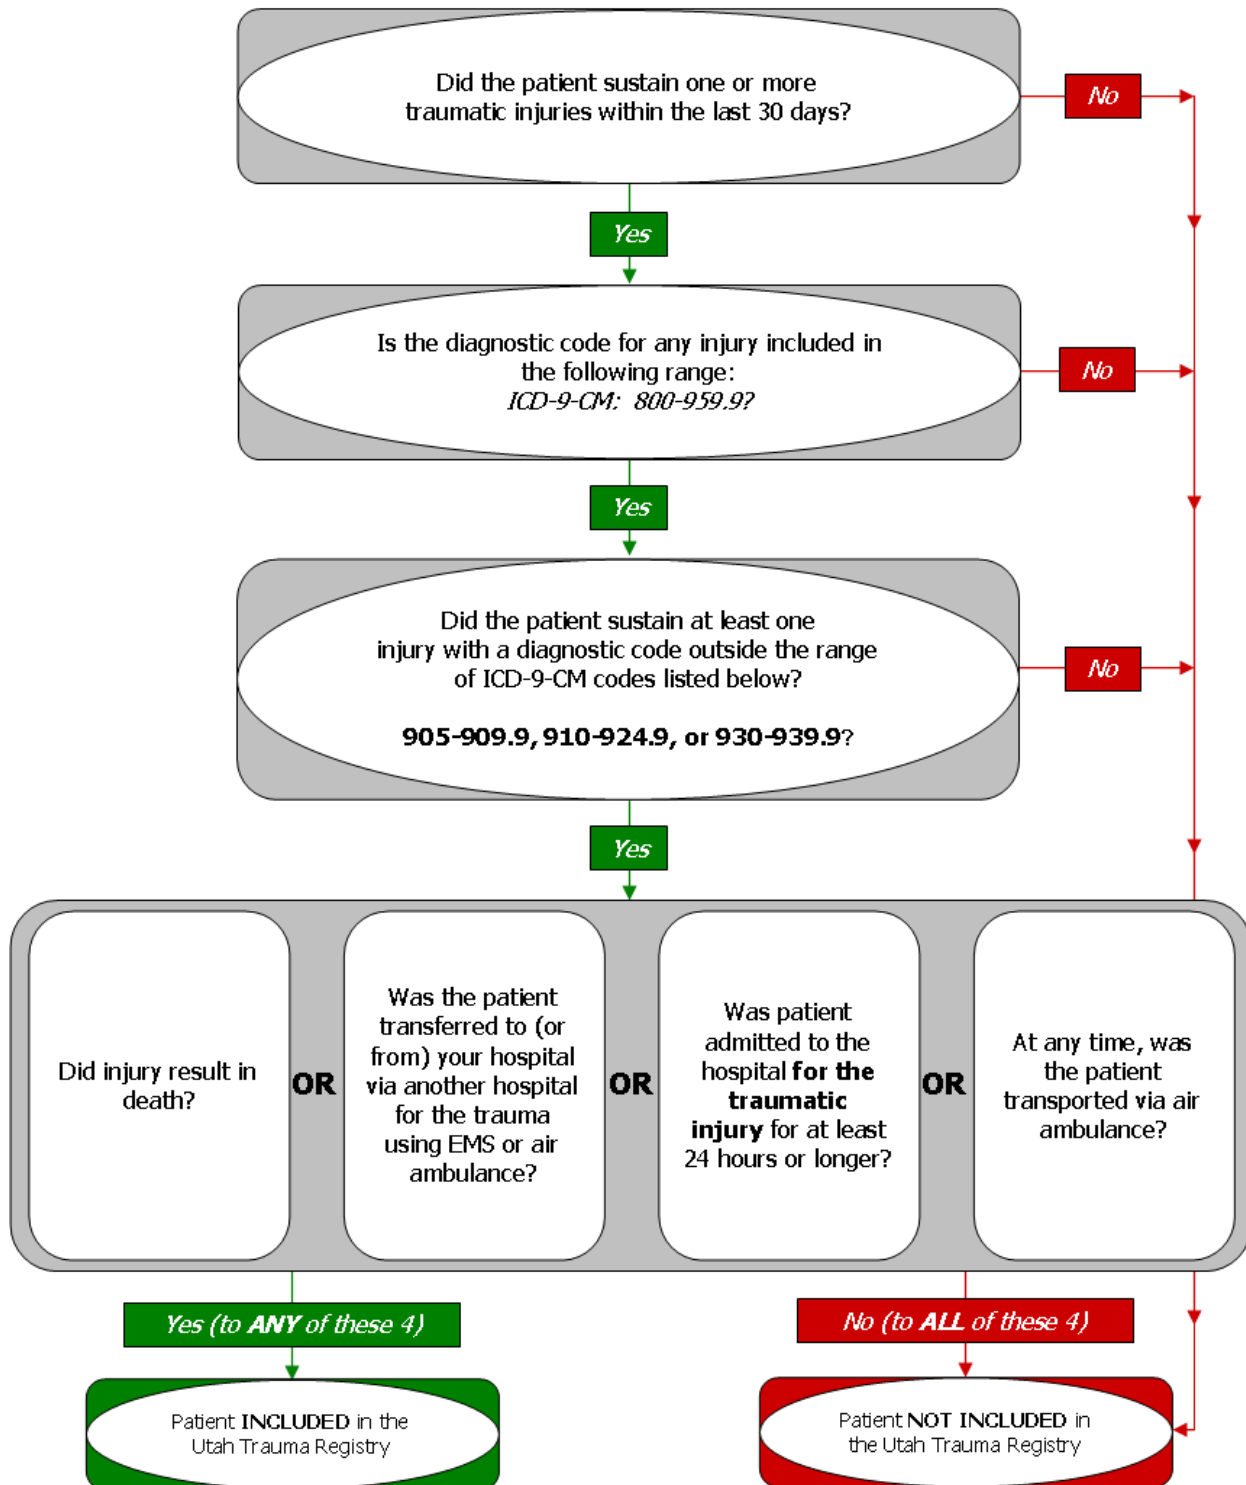 Did the patient sustain one or more
traumatic injuries within the last 30 days?
No
Yes
Is the diagnostic code for any injury included in
the following range:
ICD-9-CM: 800-959.9?
No
Yes
Did the patient sustain at least one
injury with a diagnostic code outside the range
of ICD-9-CM codes listed below?
905-909.9, 910-924.9, or 930-939.9?
No
Yes
Did injury result in
death?
OR
Was the patient
transferred to (or
from) your hospital
via another hospital
for the trauma
using EMS or air
ambulance?
OR
Was patient
admitted to the
hospital for the
traumatic
injury for at least
24 hours or longer?
OR
At any time, was
the patient
transported via air
ambulance?
Yes (to ANY of these 4)
No (to ALL of these 4)
Patient INCLUDED in the
Utah Trauma Registry
Patient NOT INCLUDED in
the Utah Trauma Registry